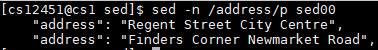 [cs12451@cs1 sed]$ sed -n /address/p sed00
    "address": "Regent Street City Centre",
    "address": "Finders Corner Newmarket Road",